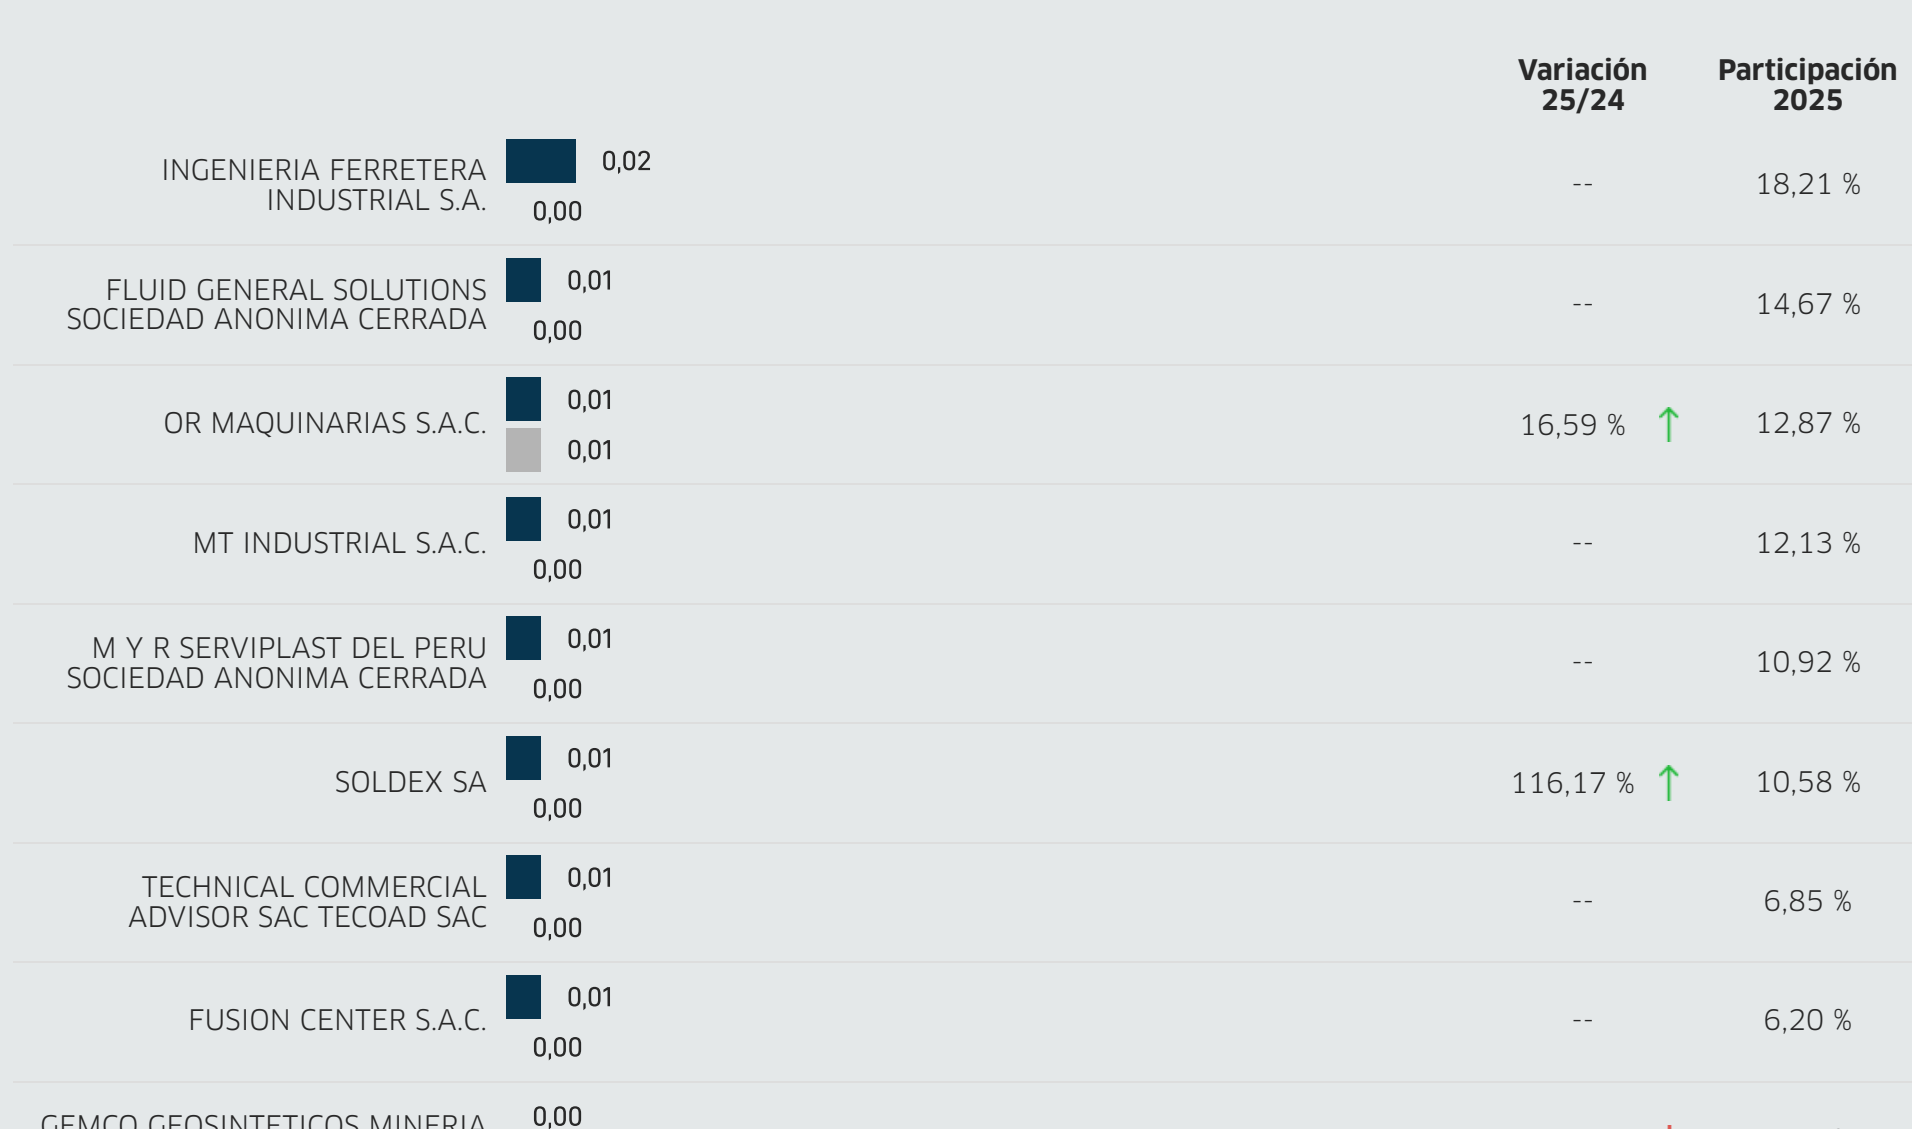 Variación
25/24
Participación
2025
INGENIERIA FERRETERA
INDUSTRIAL S.A.
0,02
0,00
--
18,21 %
FLUID GENERAL SOLUTIONS
SOCIEDAD ANONIMA CERRADA
0,01
0,00
--
14,67 %
OR MAQUINARIAS S.A.C.
0,01
0,01
16,59 %
12,87 %
MT INDUSTRIAL S.A.C.
0,01
0,00
--
12,13 %
M Y R SERVIPLAST DEL PERU
SOCIEDAD ANONIMA CERRADA
0,01
0,00
--
10,92 %
SOLDEX SA
0,01
0,00
116,17 %
10,58 %
TECHNICAL COMMERCIAL
ADVISOR SAC TECOAD SAC
0,01
0,00
--
6,85 %
FUSION CENTER S.A.C.
0,01
0,00
--
6,20 %
GEMCO GEOSINTETICOS MINERIA
0,00